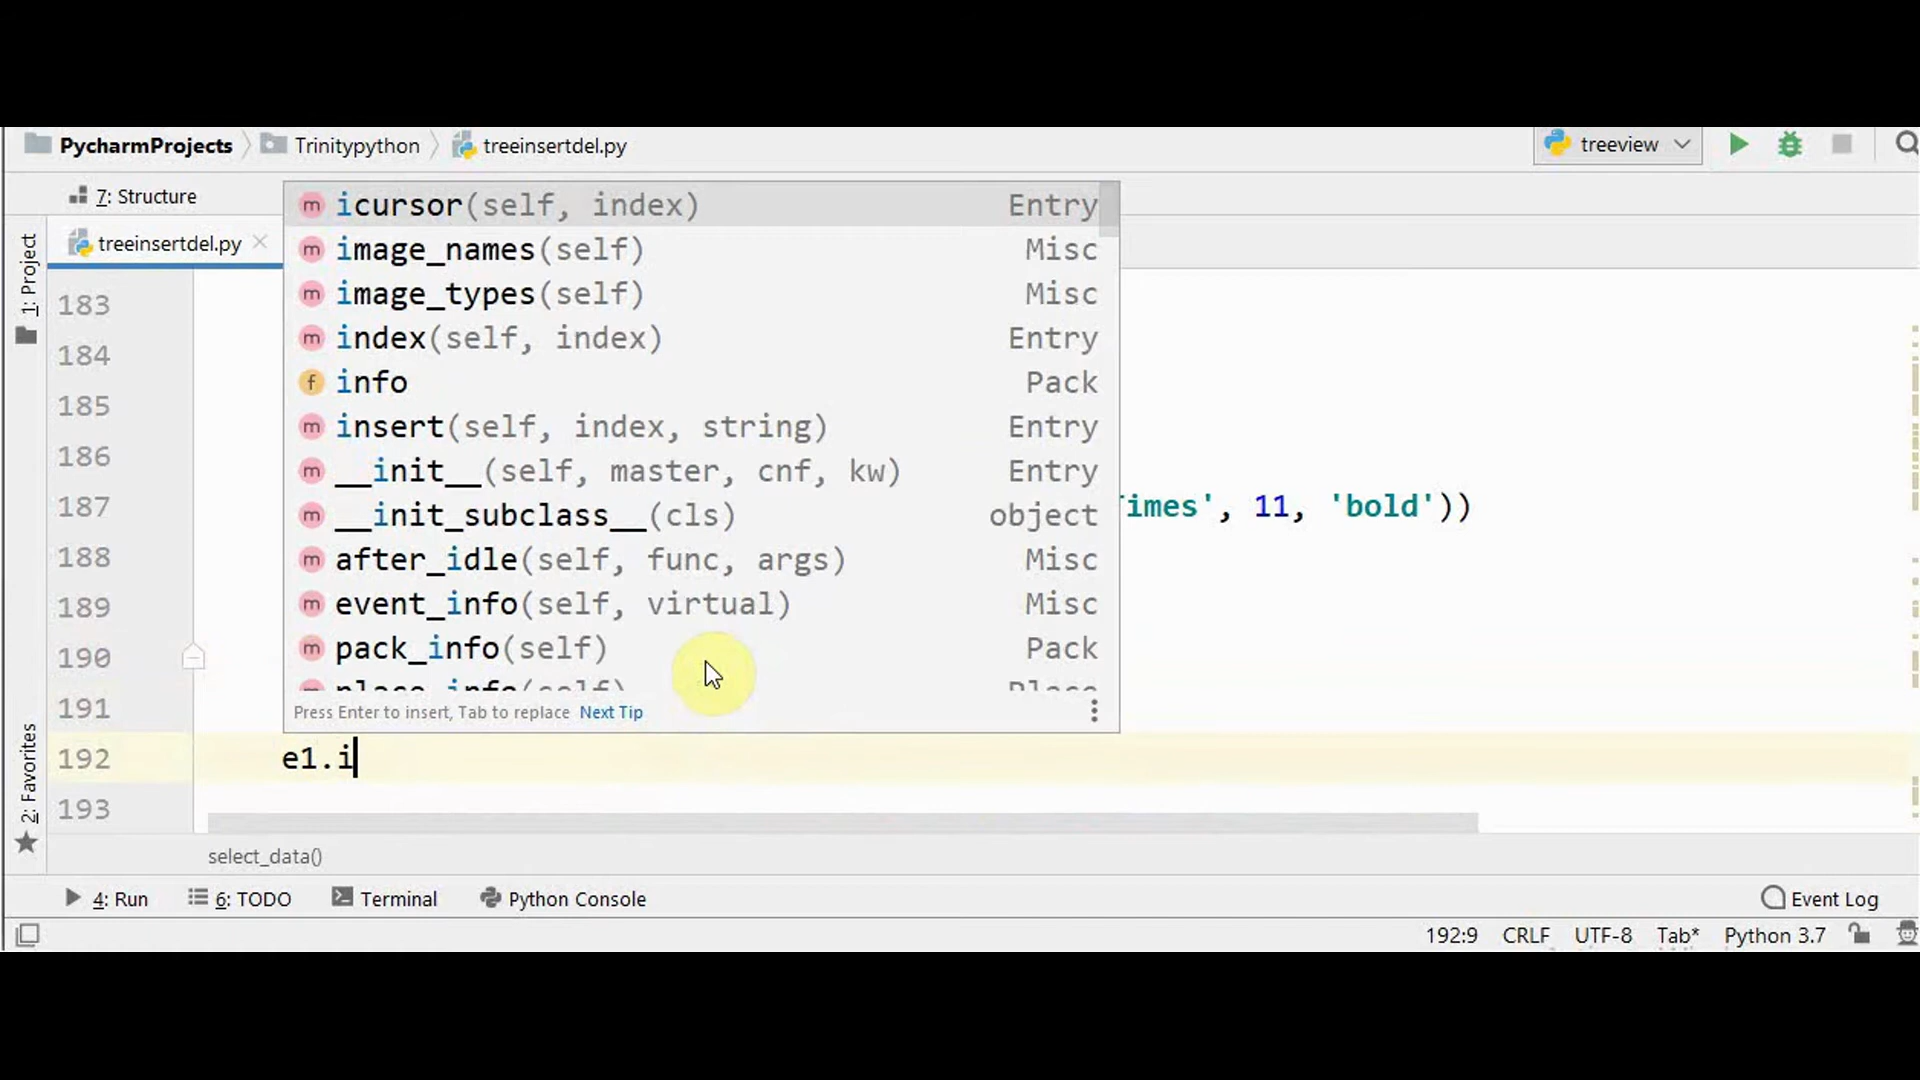 PycharmProjects Trinitypython treeinsertdel.py treeview
7: Structure
1: Project
treeinsertdel.py
icursor(self, index) Entry
image_names(self) Misc
image_types(self) Misc
index(self, index) Entry
f info Pack
insert(self, index, string) Entry
__init__(self, master, cnf, kw) Entry
__init_subclass__(cls) object
after_idle(self, func, args) Misc
event_info(self, virtual) Misc
pack_info(self) Pack
place_info(self) Place
Press Enter to insert, Tab to replace Next Tip
183
184
185
186
187 imes', 11, 'bold'))
188
189
190
191
192 e1.i
193
2: Favorites
select_data()
4: Run 6: TODO Terminal Python Console Event Log
192:9 CRLF UTF-8 Tab* Python 3.7